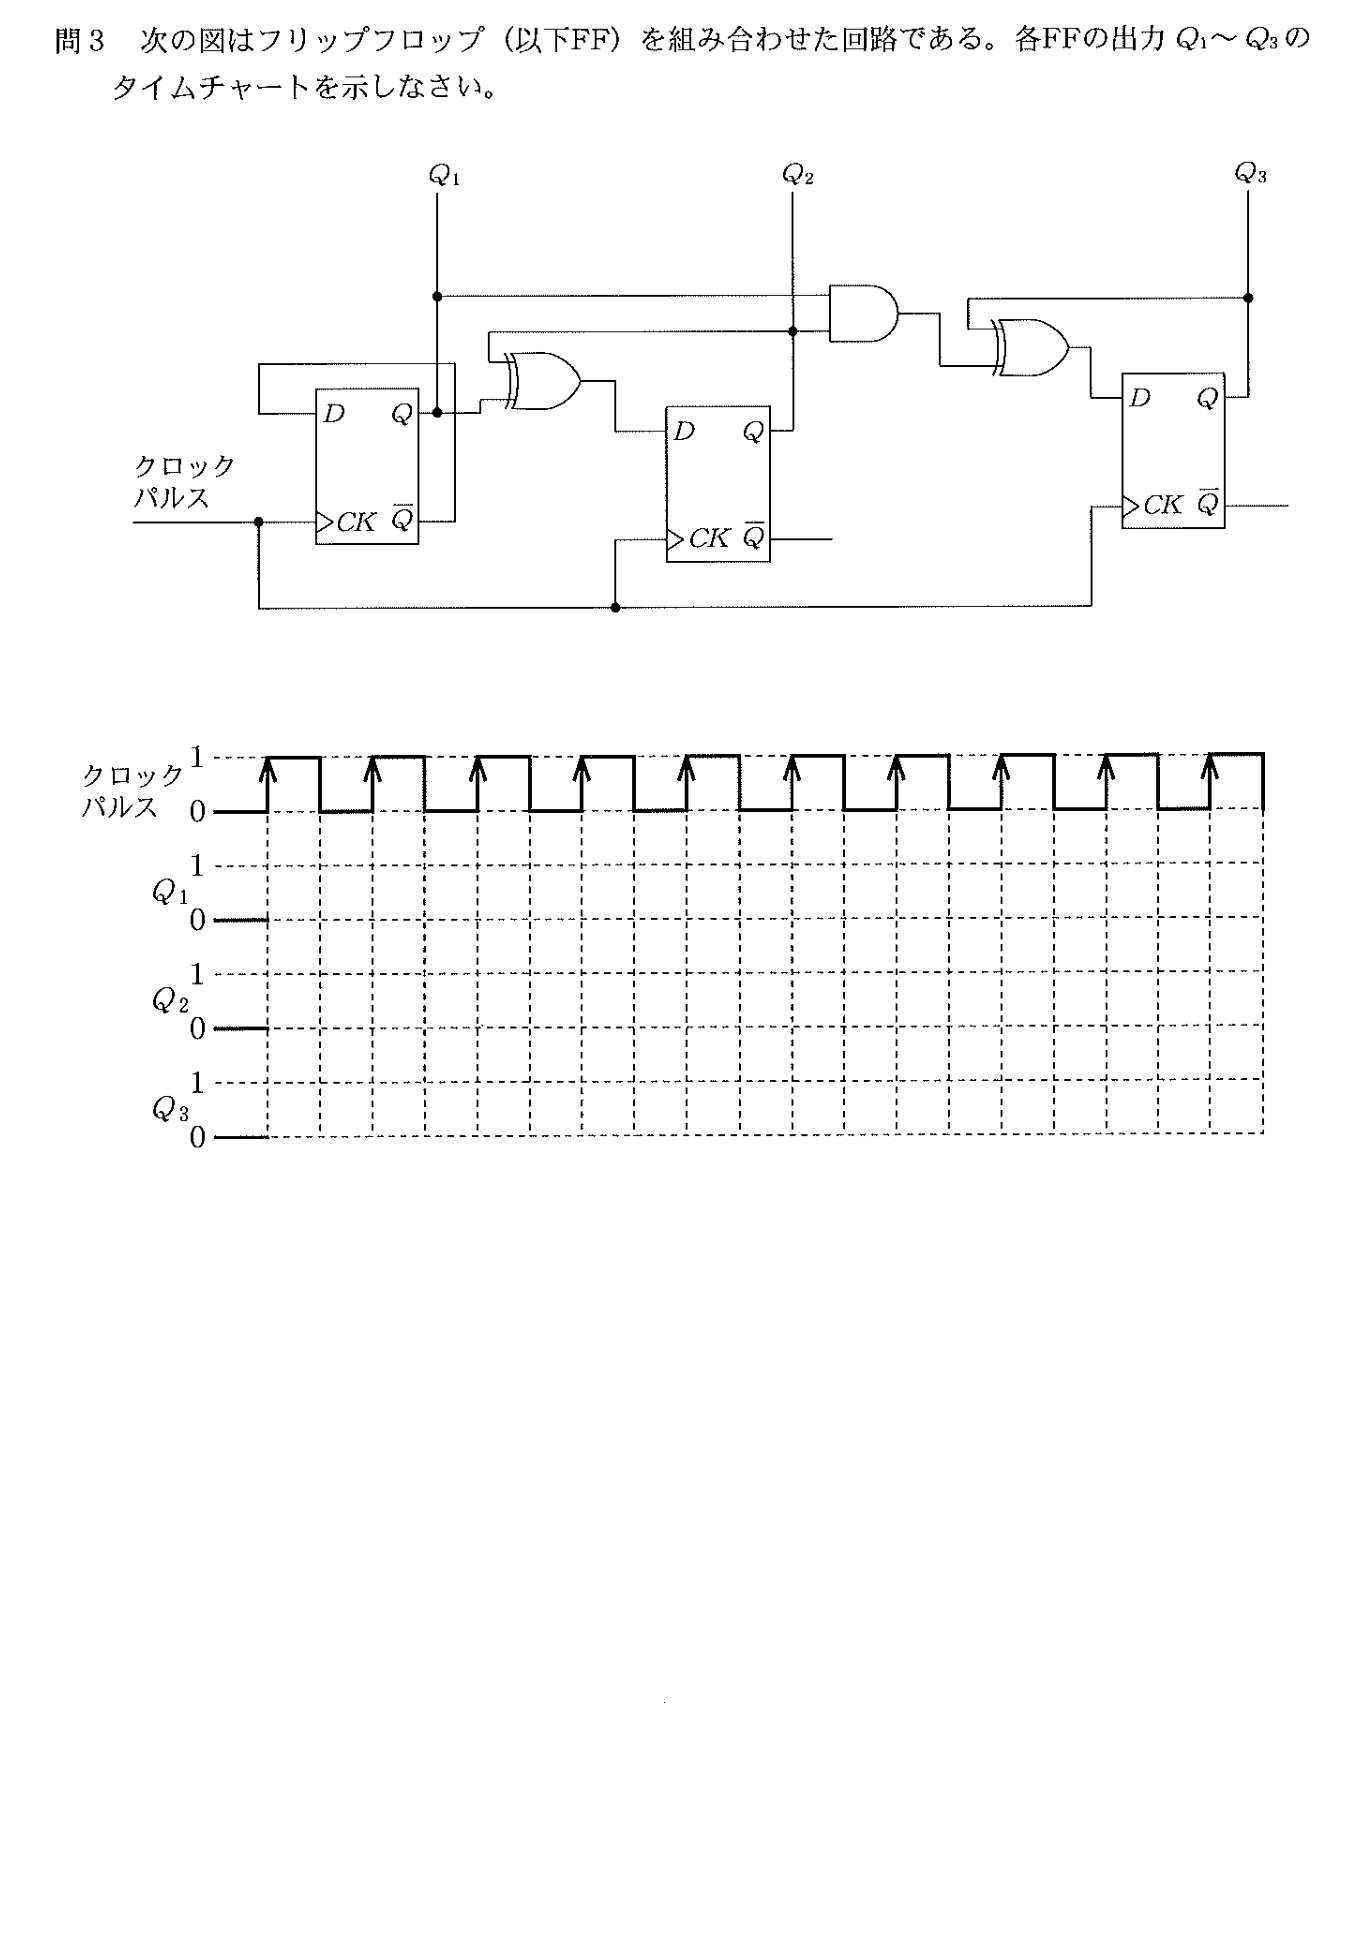 問3 次の図はフリップフロップ（以下FF）を組み合わせた回路である。各FFの出力 Q₁～Q₃の
タイムチャートを示しなさい。
Q₁
Q₂
Q₃
D Q
CK Q̅
D Q
CK Q̅
D Q
CK Q̅
クロック
パルス
クロック
パルス
1
0
Q₁
1
0
Q₂
1
0
Q₃
1
0